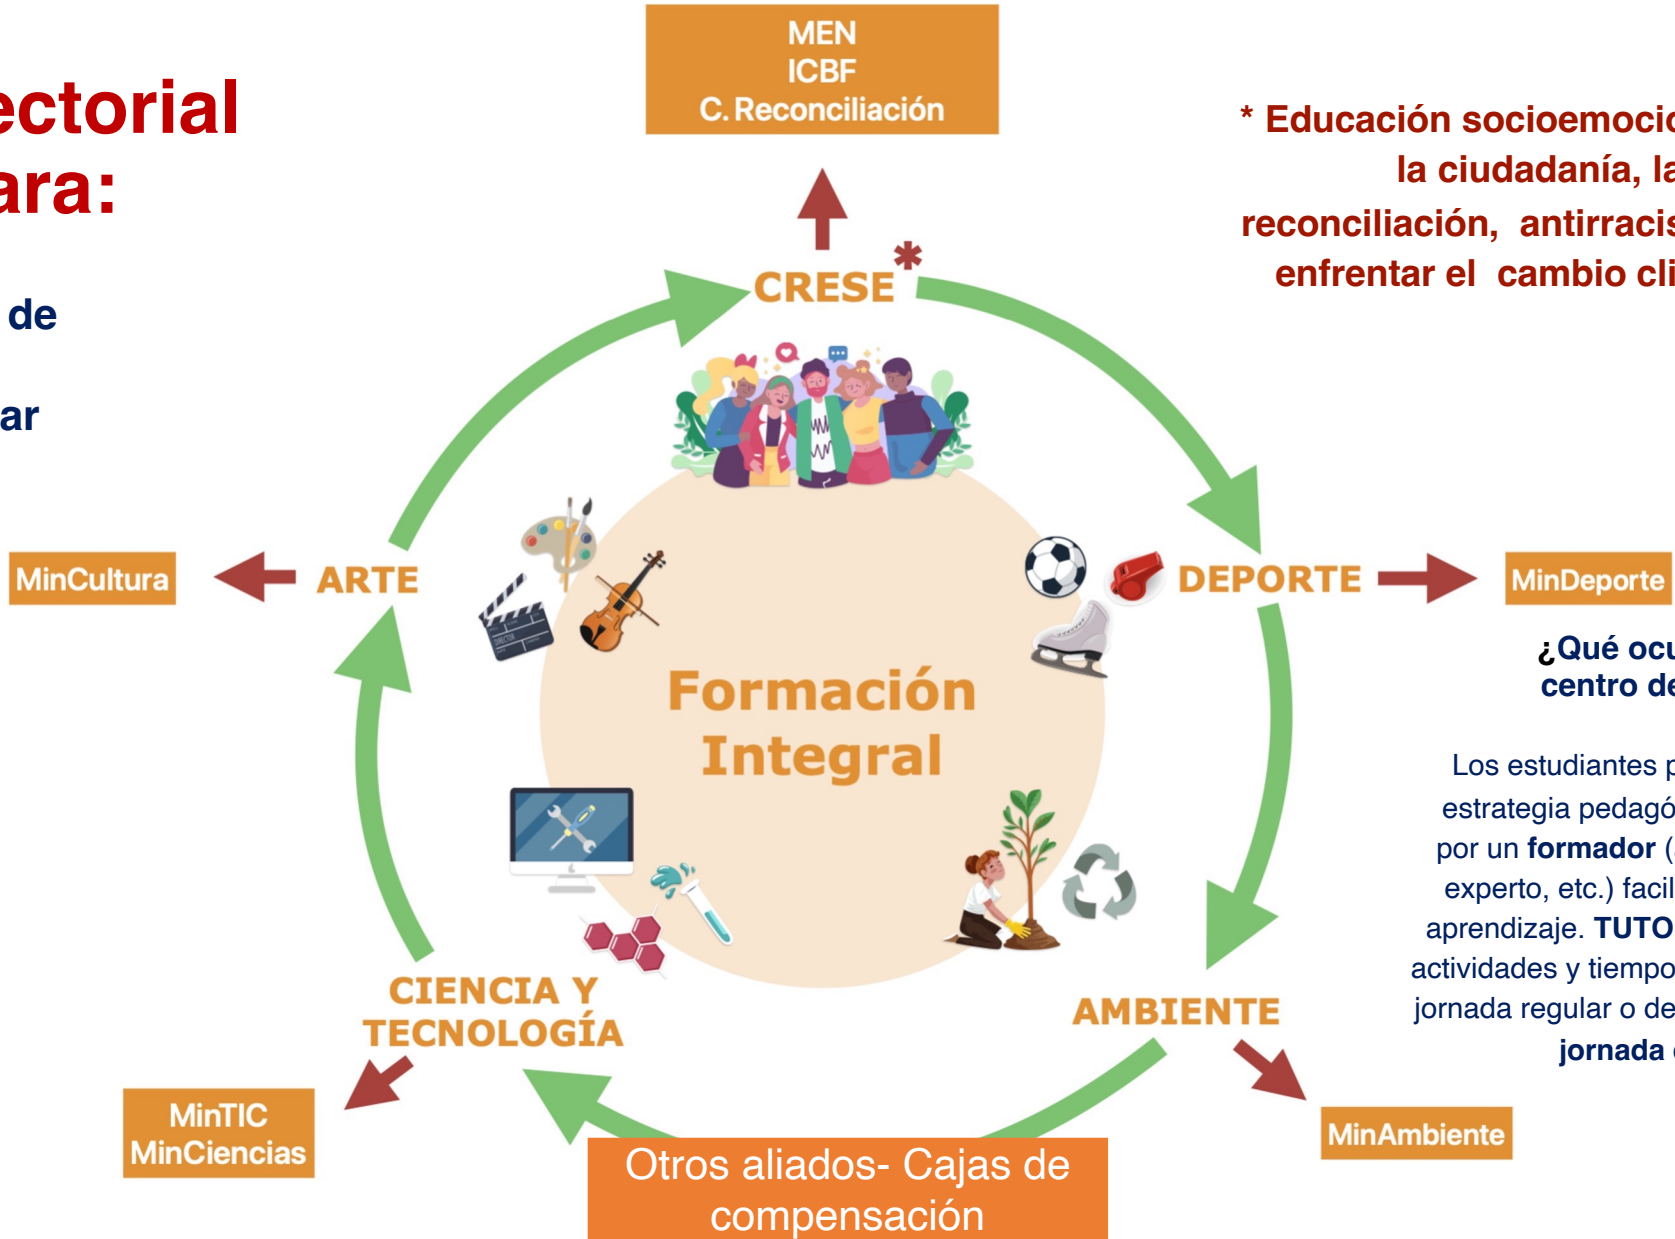 MEN
ICBF
C. Reconciliación
ectorial
ara:
de
ar
* Educación socioemocio
la ciudadanía, la
reconciliación, antirracis
enfrentar el cambio cli
CRESE*
MinCultura
ARTE
DEPORTE
MinDeporte
Formación
Integral
¿Qué ocu
centro de
Los estudiantes p
estrategia pedagó
por un formador (
experto, etc.) facil
aprendizaje. TUTO
actividades y tiempo
jornada regular o de
jornada
DIRECTOR
CIENCIA Y
TECNOLOGÍA
AMBIENTE
MinTIC
MinCiencias
MinAmbiente
Otros aliados- Cajas de
compensación